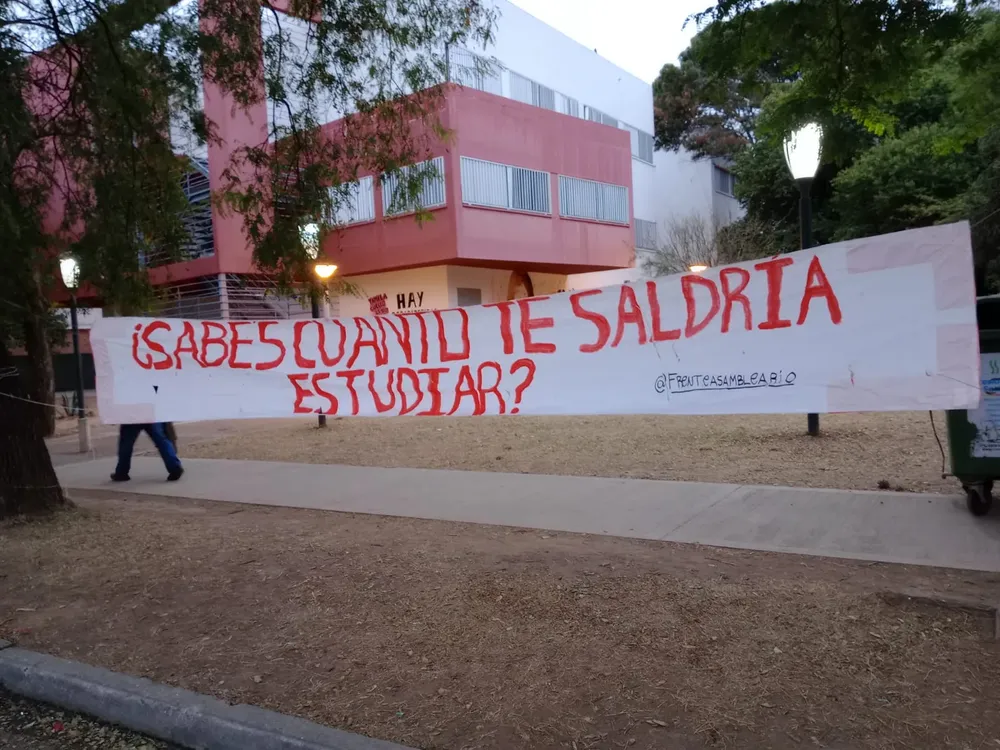 HAY
¿SABES CUANTO TE SALDRÍA
ESTUDIAR?
@FRENTEASAMBLEABIO